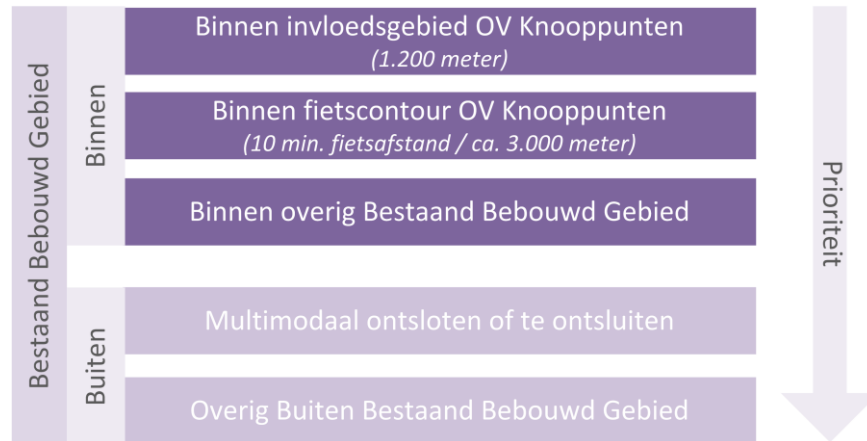 Bestaand Bebouwd Gebied
Binnen
Binnen invloedsgebied OV Knooppunten
(1.200 meter)
Binnen fietscontour OV Knooppunten
(10 min. fietsafstand / ca. 3.000 meter)
Binnen overig Bestaand Bebouwd Gebied
Buiten
Multimodaal ontsloten of te ontsluiten
Overig Buiten Bestaand Bebouwd Gebied
Prioriteit